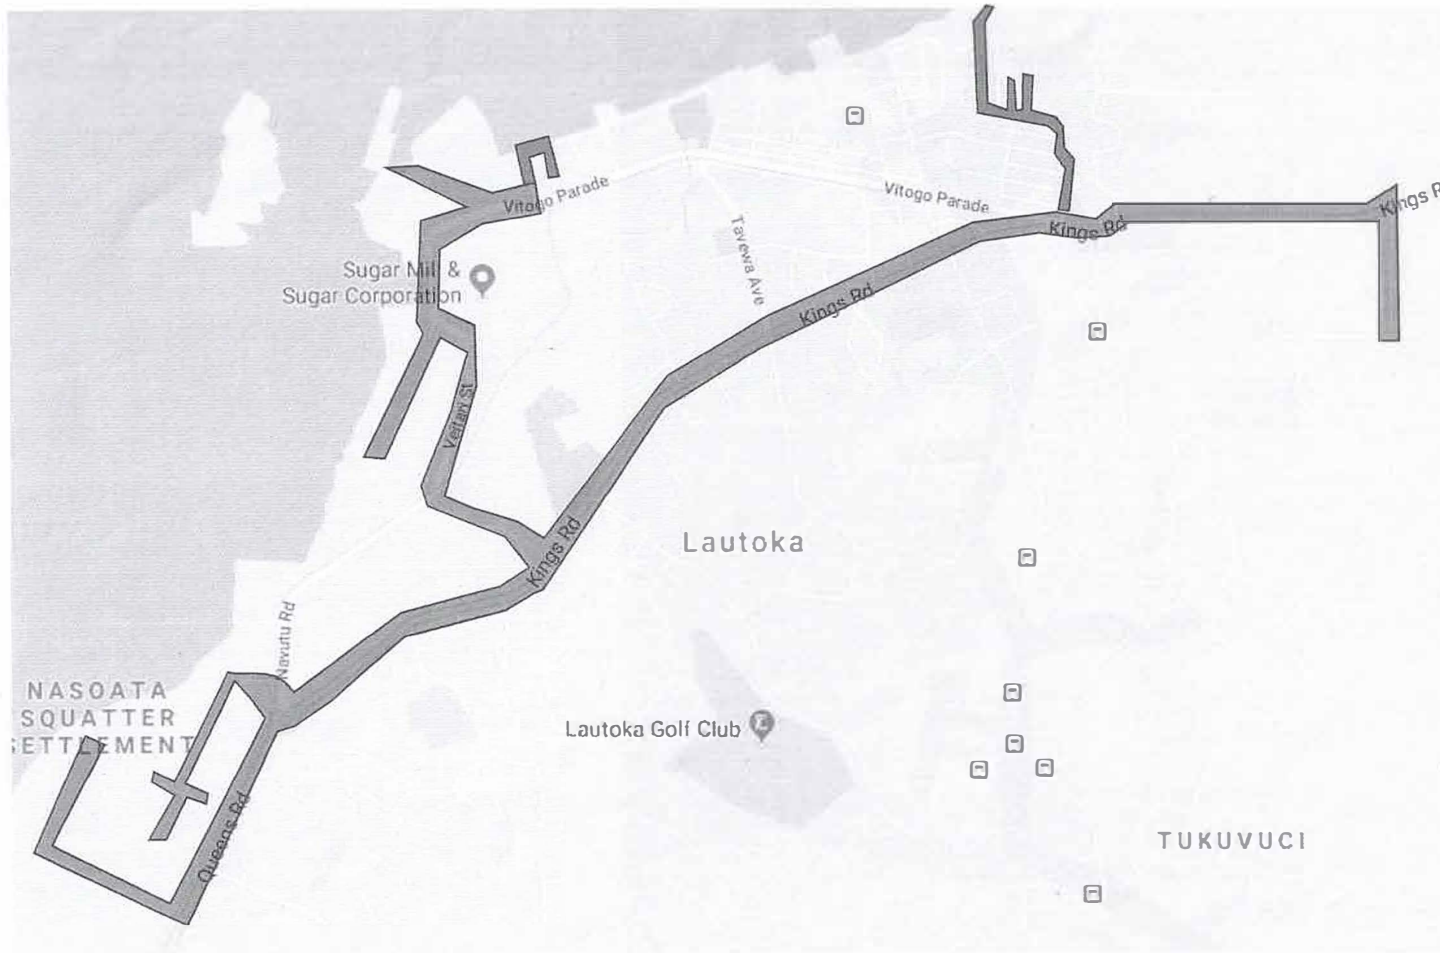 Vitogo Parade
Vitogo Parade
Kings R
Kings Rd
Tavewa Ave
Sugar Mill &
Sugar Corporation
Kings Rd
Veitari St
Lautoka
Kings Rd
Navutu Rd
NASOATA
SQUATTER
SETTLEMENT
Lautoka Golf Club
Queens Rd
TUKUVUCI